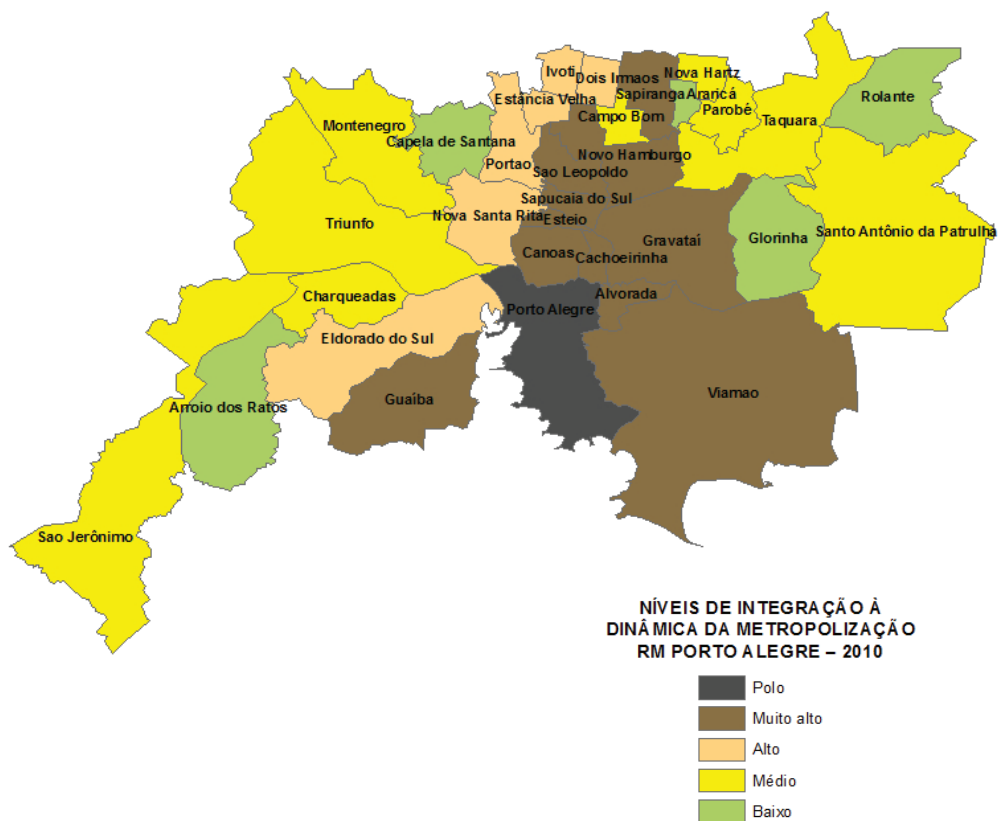 Ivoti
Dois Irmaos
Nova Hartz
Estância Velha
Sapiranga
Araricá
Rolante
Campo Bom
Parobé
Taquara
Montenegro
Capela de Santana
Novo Hamburgo
Portao
Sao Leopoldo
Sapucaia do Sul
Nova Santa Rita
Esteio
Triunfo
Santo Antônio da Patrulha
Gravataí
Glorinha
Canoas
Cachoeirinha
Charqueadas
Alvorada
Porto Alegre
Eldorado do Sul
Viamao
Guaíba
Arroio dos Ratos
Sao Jerônimo
NÍVEIS DE INTEGRAÇÃO À
DINÂMICA DA METROPOLIZAÇÃO
RM PORTO ALEGRE – 2010
Polo
Muito alto
Alto
Médio
Baixo